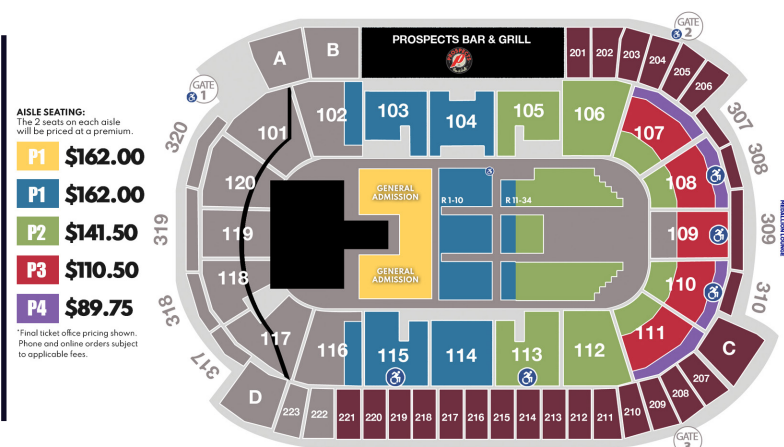 AISLE SEATING:
The 2 seats on each aisle
will be priced at a premium.
P1 $162.00
P1 $162.00
P2 $141.50
P3 $110.50
P4 $89.75
*Final ticket office pricing shown.
Phone and online orders subject
to applicable fees.
GATE
1
GATE
2
GATE
3
PROSPECTS BAR & GRILL
PROSPECTS
A
B
C
D
101
102
103
104
105
106
107
108
109
110
111
112
113
114
115
116
117
118
119
120
201
202
203
204
205
206
207
208
209
210
211
212
213
214
215
216
217
218
219
220
221
222
223
307
308
309
310
317
318
319
320
MEDALLION LOUNGE
GENERAL
ADMISSION
GENERAL
ADMISSION
R 1-10
R 11-34